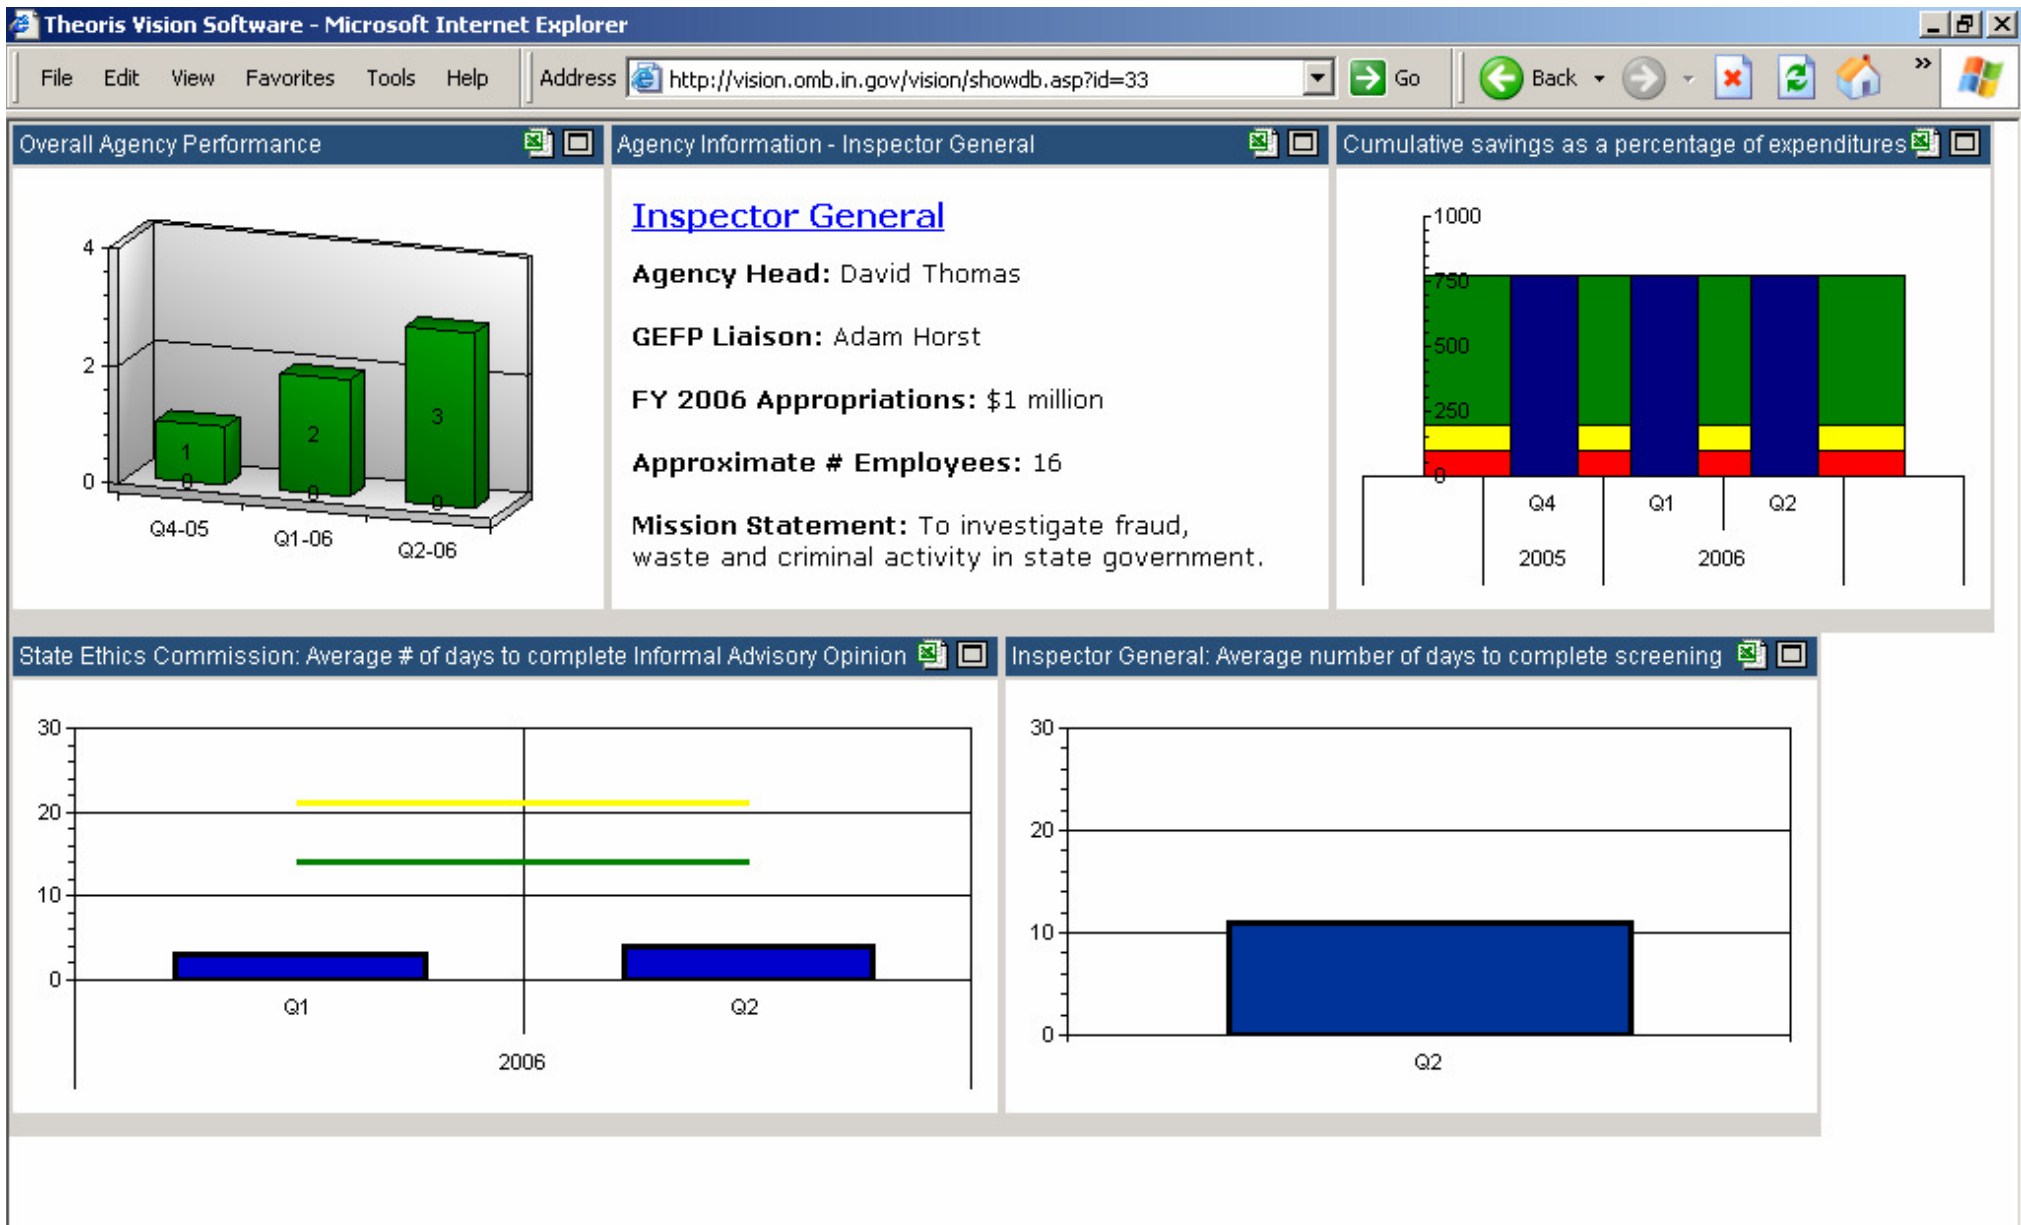 Theoris Vision Software - Microsoft Internet Explorer
File Edit View Favorites Tools Help Address http://vision.omb.in.gov/vision/showdb.asp?id=33 Go Back »
Overall Agency Performance
4
2
0
1
0
2
0
3
0
Q4-05
Q1-06
Q2-06
Agency Information - Inspector General
Inspector General
Agency Head: David Thomas
GEFP Liaison: Adam Horst
FY 2006 Appropriations: $1 million
Approximate # Employees: 16
Mission Statement: To investigate fraud,
waste and criminal activity in state government.
Cumulative savings as a percentage of expenditures
1000
750
500
250
0
Q4 Q1 Q2
2005 2006
State Ethics Commission: Average # of days to complete Informal Advisory Opinion
30
20
10
0
Q1 Q2
2006
Inspector General: Average number of days to complete screening
30
20
10
0
Q2